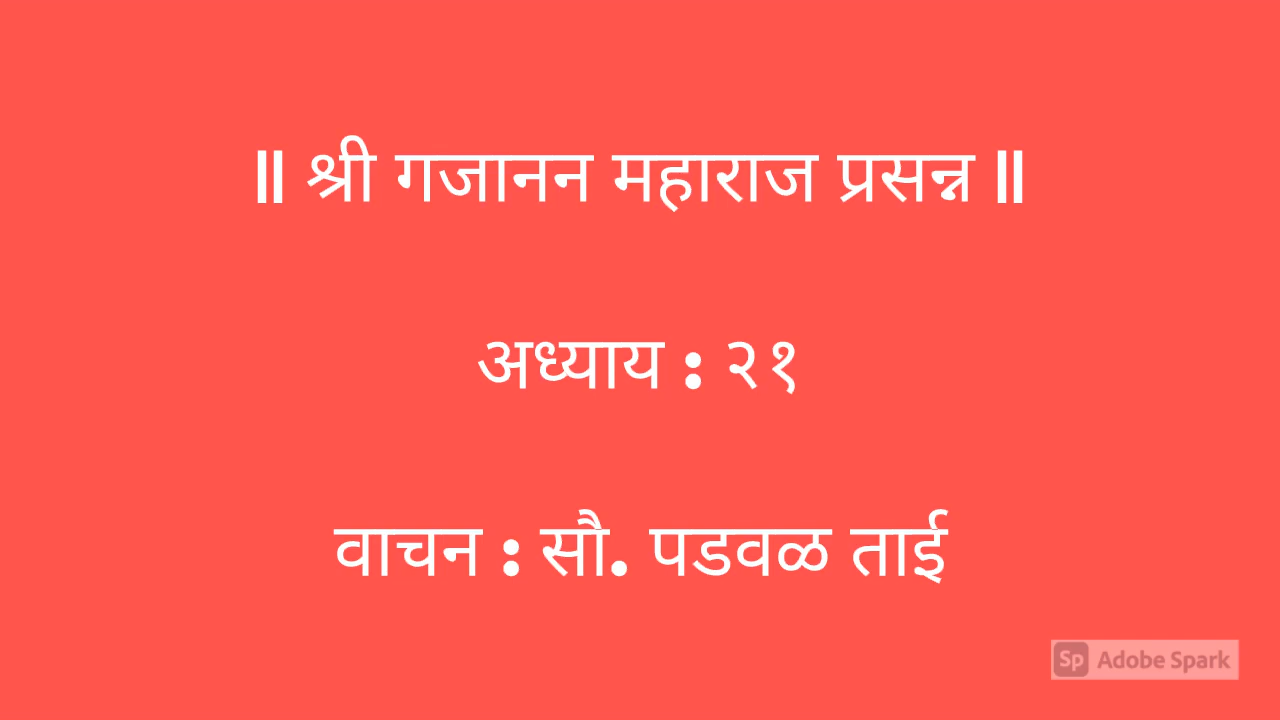 ॥ श्री गजानन महाराज प्रसन्न ॥
अध्याय : २१
वाचन : सौ. पडवळ ताई
Sp Adobe Spark